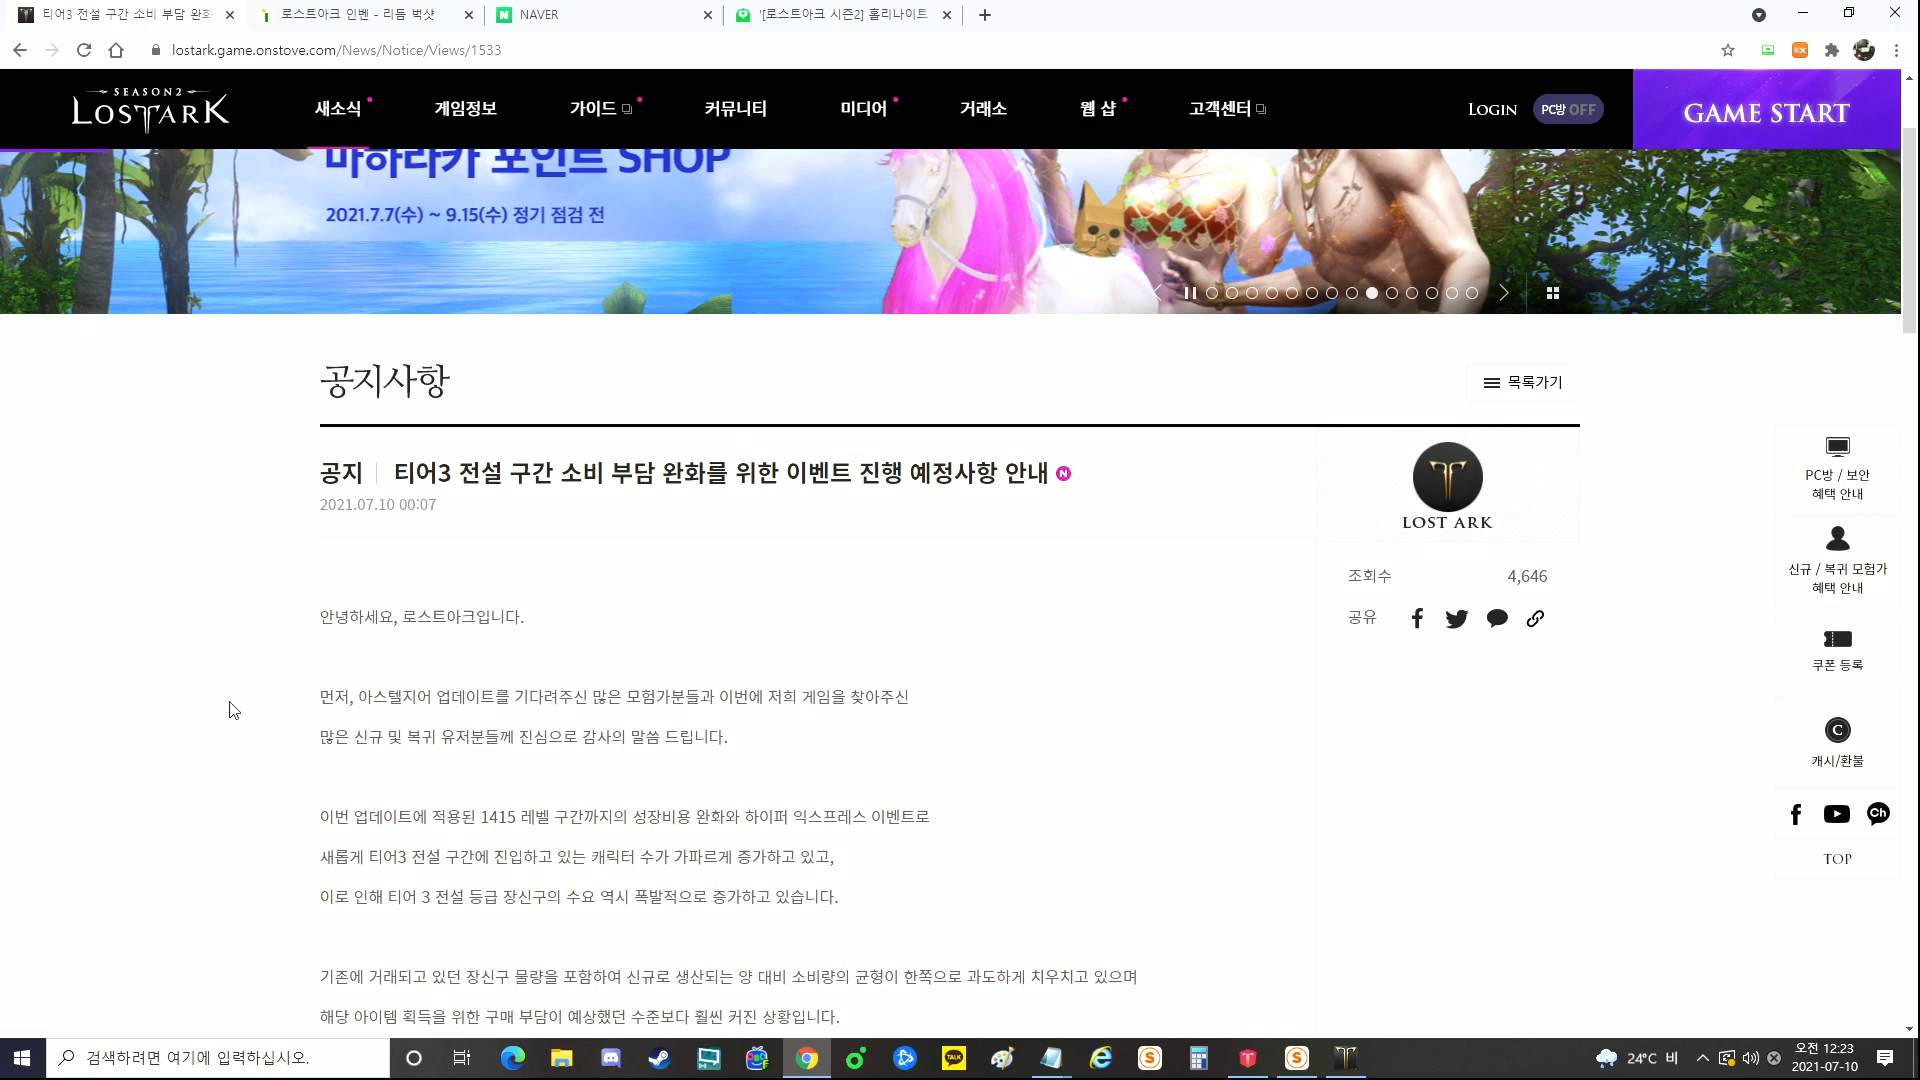 티어3 전설 구간 소비 부담 완화
로스트아크 인벤 - 리듬 벅샷
NAVER
'[로스트아크 시즌2] 홀리나이트
lostark.game.onstove.com/News/Notice/Views/1533
SEASON2
LOSTARK
새소식
게임정보
가이드
커뮤니티
미디어
거래소
웹 샵
고객센터
LOGIN
PC방 OFF
GAME START
마하라카 포인트 SHOP
2021.7.7(수) ~ 9.15(수) 정기 점검 전
공지사항
목록가기
공지 티어3 전설 구간 소비 부담 완화를 위한 이벤트 진행 예정사항 안내 N
2021.07.10 00:07
LOST ARK
조회수 4,646
공유
안녕하세요, 로스트아크입니다.
먼저, 아스텔지어 업데이트를 기다려주신 많은 모험가분들과 이번에 저희 게임을 찾아주신
많은 신규 및 복귀 유저분들께 진심으로 감사의 말씀 드립니다.
이번 업데이트에 적용된 1415 레벨 구간까지의 성장비용 완화와 하이퍼 익스프레스 이벤트로
새롭게 티어3 전설 구간에 진입하고 있는 캐릭터 수가 가파르게 증가하고 있고,
이로 인해 티어 3 전설 등급 장신구의 수요 역시 폭발적으로 증가하고 있습니다.
기존에 거래되고 있던 장신구 물량을 포함하여 신규로 생산되는 양 대비 소비량의 균형이 한쪽으로 과도하게 치우치고 있으며
해당 아이템 획득을 위한 구매 부담이 예상했던 수준보다 훨씬 커진 상황입니다.
PC방 / 보안
혜택 안내
신규 / 복귀 모험가
혜택 안내
쿠폰 등록
C
캐시/환불
Ch
TOP
검색하려면 여기에 입력하십시오.
TALK
24°C 비
오전 12:23
2021-07-10